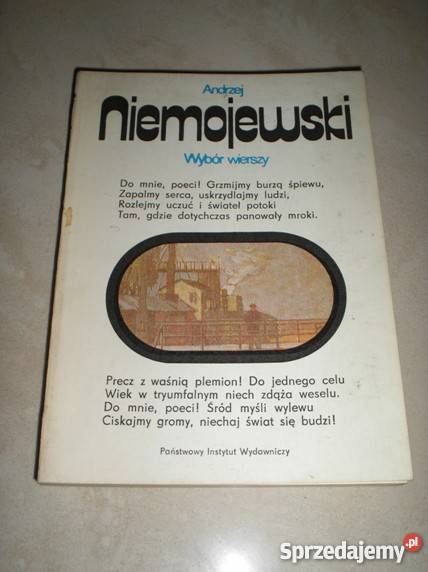 Andrzej
Niemojewski
Wybór wierszy
Do mnie, poeci! Grzmijmy burzą śpiewu,
Zapalmy serca, uskrzydlajmy ludzi,
Rozlejmy uczuć i świateł potoki
Tam, gdzie dotychczas panowały mroki.
Precz z waśnią plemion! Do jednego celu
Wiek w tryumfalnym niech zdąża weselu.
Do mnie, poeci! Śród myśli wylewu
Ciskajmy gromy, niechaj świat się budzi!
Państwowy Instytut Wydawniczy
Sprzedajemy.pl